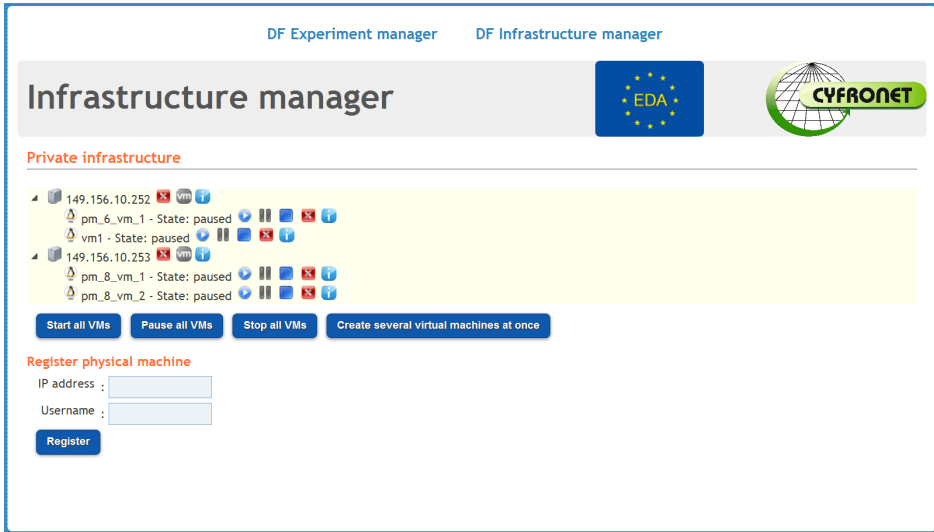 DF Experiment manager DF Infrastructure manager
Infrastructure manager
EDA
CYFRONET
Private infrastructure
149.156.10.252 vm i
pm_6_vm_1 - State: paused i
vm1 - State: paused i
149.156.10.253 vm i
pm_8_vm_1 - State: paused i
pm_8_vm_2 - State: paused i
Start all VMs Pause all VMs Stop all VMs Create several virtual machines at once
Register physical machine
IP address :
Username :
Register